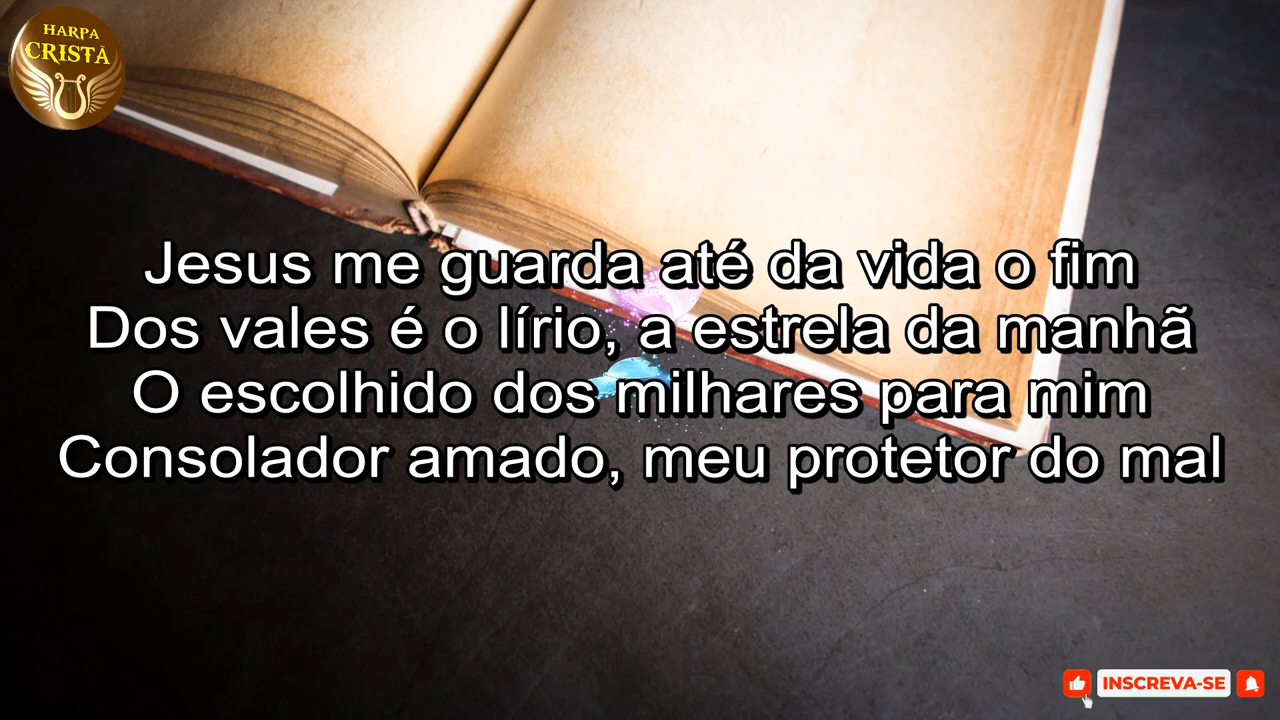 HARPA
CRISTÃ
Jesus me guarda até da vida o fim
Dos vales é o lírio, a estrela da manhã
O escolhido dos milhares para mim
Consolador amado, meu protetor do mal
INSCREVA-SE